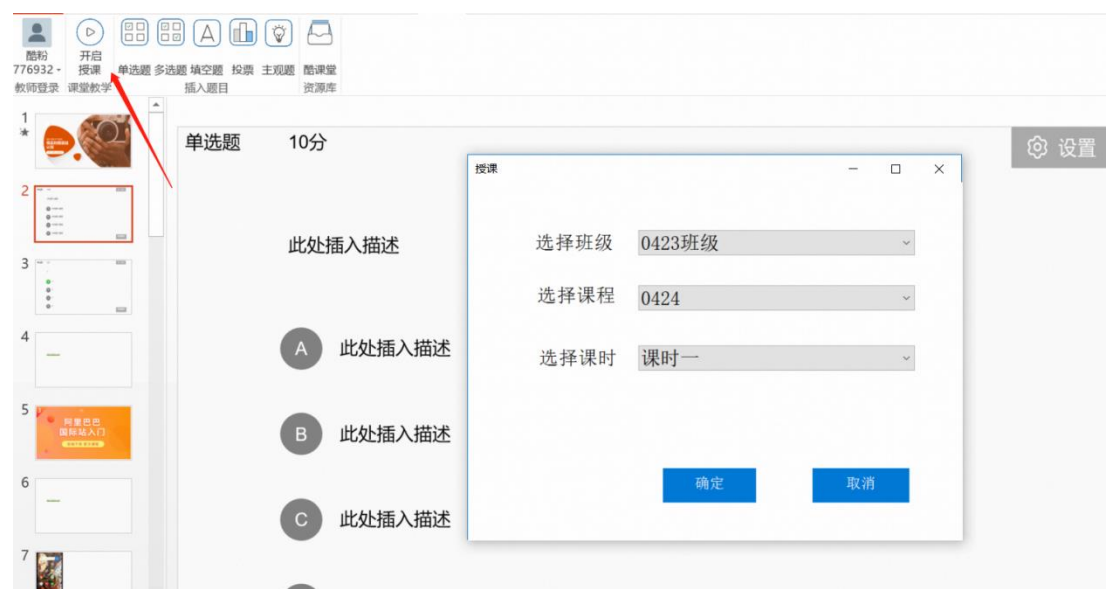 酷粉
776932
开启
授课
单选题 多选题 填空题 投票 主观题 酷课堂
教师登录 课堂教学 插入题目 资源库
1
2
3
4
5
阿里巴巴
国际站入门
6
7
单选题 10分
设置
此处插入描述
A 此处插入描述
B 此处插入描述
C 此处插入描述
授课
选择班级 0423班级
选择课程 0424
选择课时 课时一
确定 取消